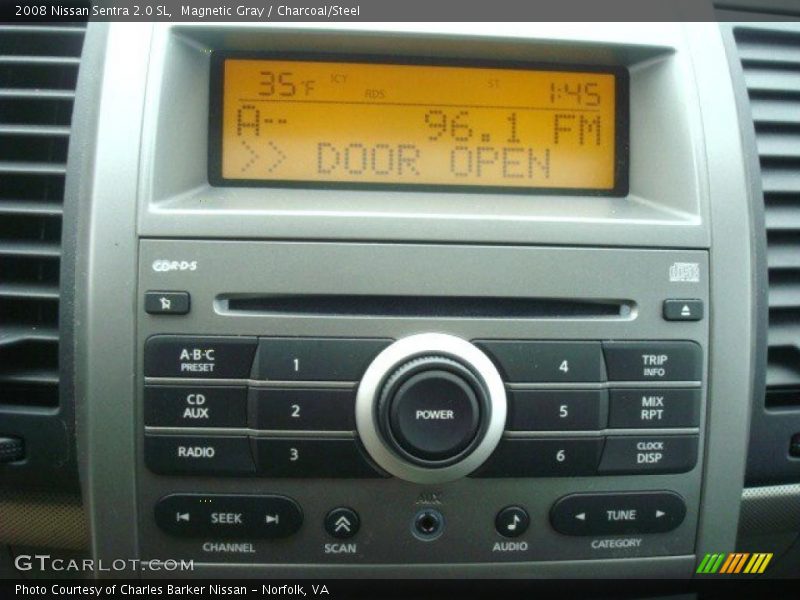 2008 Nissan Sentra 2.0 SL,  Magnetic Gray / Charcoal/Steel
35°F ICY RDS ST 1:45
A-- 96.1 FM
>> DOOR OPEN
CD R·D·S
A·B·C PRESET 1 4 TRIP INFO
CD AUX 2 POWER 5 MIX RPT
RADIO 3 6 CLOCK DISP
SEEK AUX TUNE
CHANNEL SCAN AUDIO CATEGORY
GTCarLot.com
Photo Courtesy of Charles Barker Nissan - Norfolk, VA